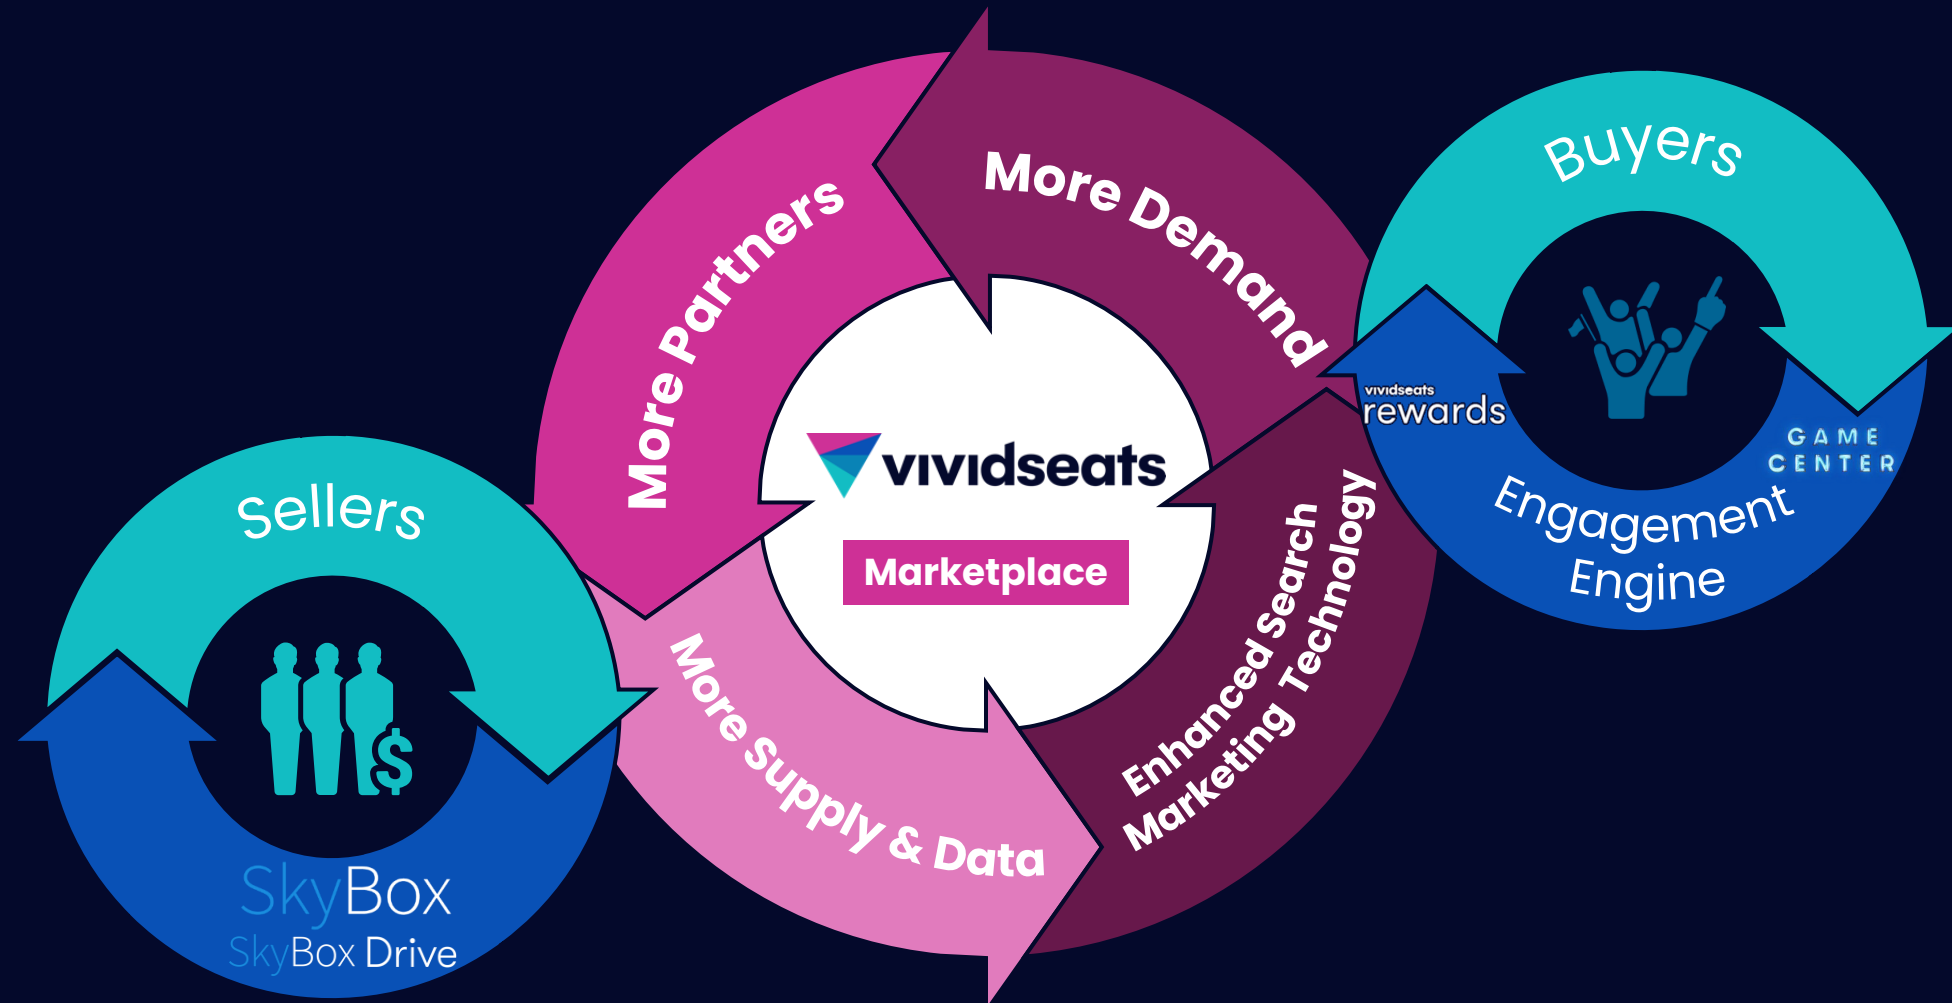 More Demand
More Partners
Buyers
vividseats
rewards
GAME
CENTER
Engagement
Engine
vividseats
Marketplace
Sellers
More Supply & Data
Enhanced Search
Marketing Technology
SkyBox
SkyBox Drive
$